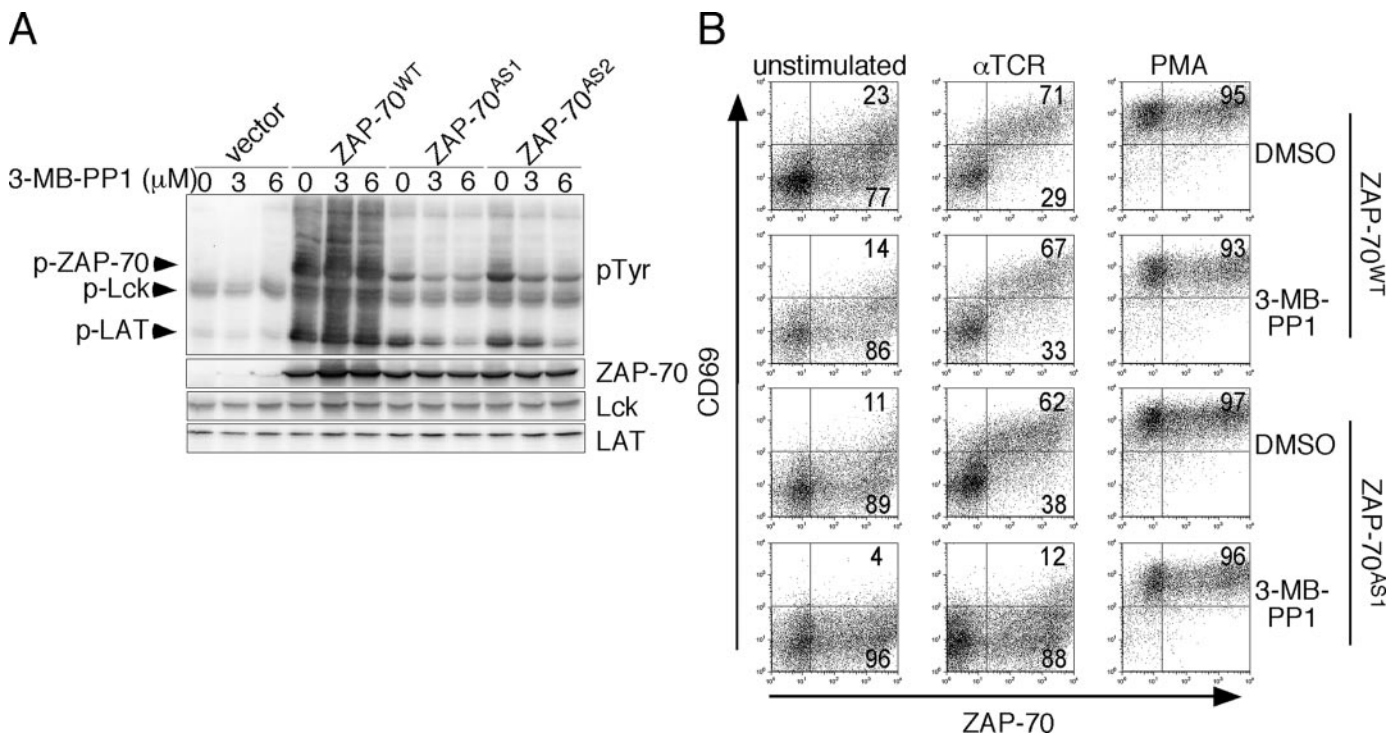 A
vector
ZAP-70WT
ZAP-70AS1
ZAP-70AS2
3-MB-PP1 (μM) 0 3 6 0 3 6 0 3 6 0 3 6
p-ZAP-70
p-Lck
p-LAT
pTyr
ZAP-70
Lck
LAT
B
unstimulated αTCR PMA
23 71 95
77 29
DMSO
14 67 93
86 33
3-MB-
PP1
ZAP-70WT
11 62 97
89 38
DMSO
4 12 96
96 88
3-MB-
PP1
ZAP-70AS1
CD69
ZAP-70